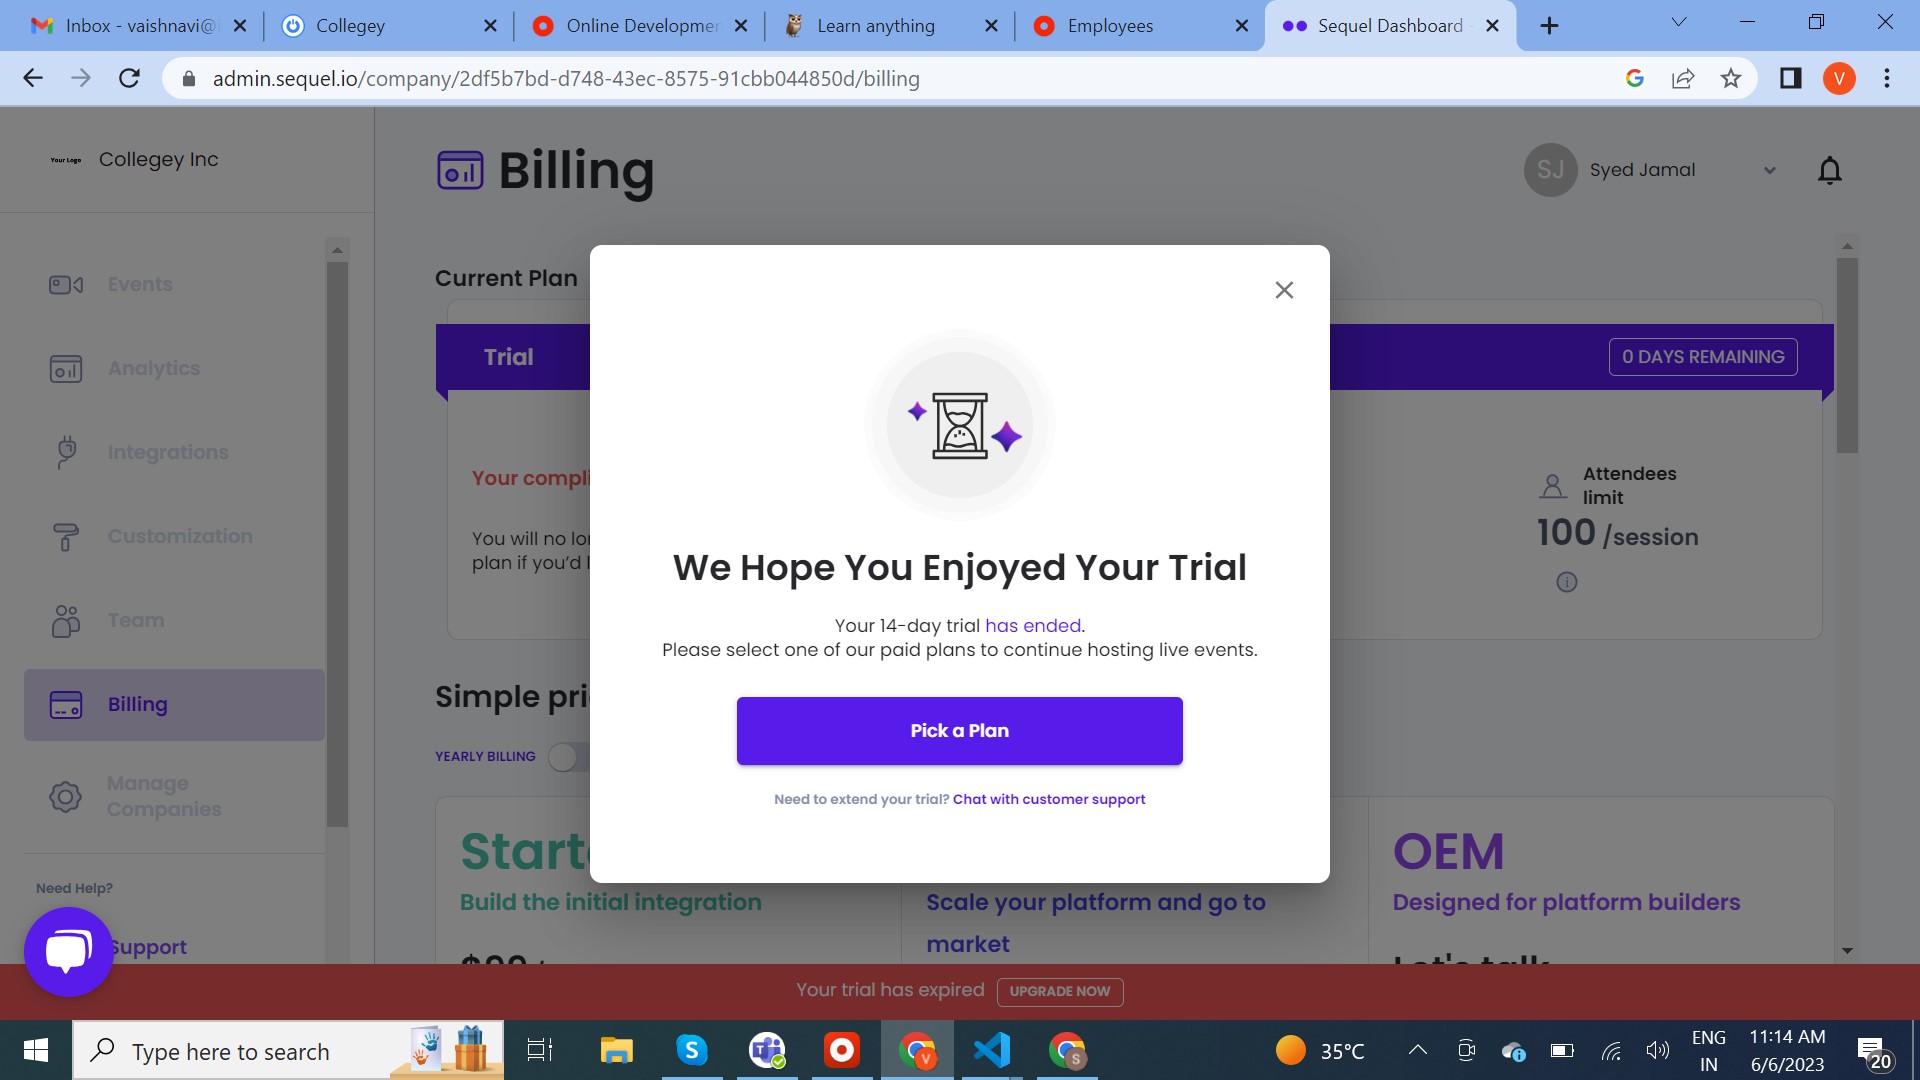 Inbox - vaishnavi@
Collegey
Online Developmen
Learn anything
Employees
Sequel Dashboard
admin.sequel.io/company/2df5b7bd-d748-43ec-8575-91cbb044850d/billing
V
Your Logo
Collegey Inc
Billing
SJ
Syed Jamal
Events
Analytics
Integrations
Customization
Team
Billing
Manage
Companies
Need Help?
Support
Current Plan
Trial
0 DAYS REMAINING
Your compli
You will no lo
plan if you'd
Attendees
limit
100 /session
We Hope You Enjoyed Your Trial
Your 14-day trial has ended.
Please select one of our paid plans to continue hosting live events.
Pick a Plan
Need to extend your trial? Chat with customer support
Simple pri
YEARLY BILLING
Start
Build the initial integration
Scale your platform and go to
market
OEM
Designed for platform builders
Let's talk
Your trial has expired
UPGRADE NOW
Type here to search
35°C
ENG
IN
11:14 AM
6/6/2023
20